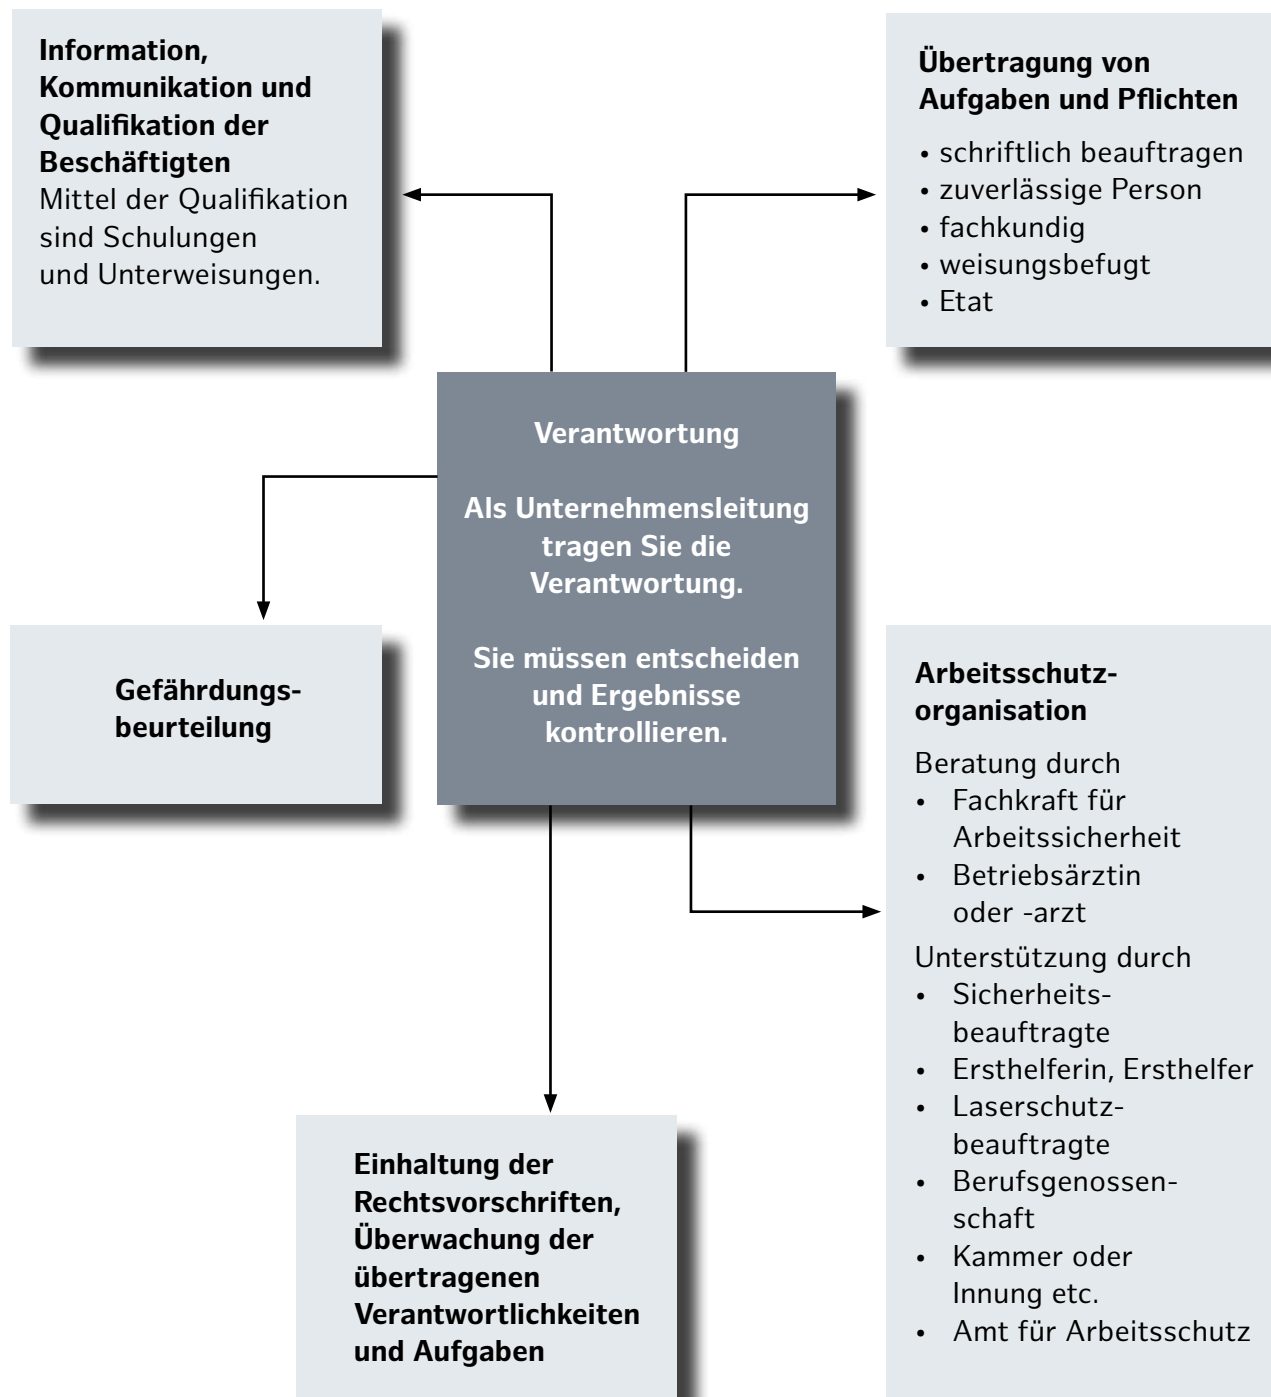 Information,
Kommunikation und
Qualifikation der
Beschäftigten
Mittel der Qualifikation
sind Schulungen
und Unterweisungen.
Übertragung von
Aufgaben und Pflichten
• schriftlich beauftragen
• zuverlässige Person
• fachkundig
• weisungsbefugt
• Etat
Verantwortung
Als Unternehmensleitung
tragen Sie die
Verantwortung.
Sie müssen entscheiden
und Ergebnisse
kontrollieren.
Gefährdungs-
beurteilung
Arbeitsschutz-
organisation
Beratung durch
• Fachkraft für
Arbeitssicherheit
• Betriebsärztin
oder -arzt
Unterstützung durch
• Sicherheits-
beauftragte
• Ersthelferin, Ersthelfer
• Laserschutz-
beauftragte
• Berufsgenossen-
schaft
• Kammer oder
Innung etc.
• Amt für Arbeitsschutz
Einhaltung der
Rechtsvorschriften,
Überwachung der
übertragenen
Verantwortlichkeiten
und Aufgaben